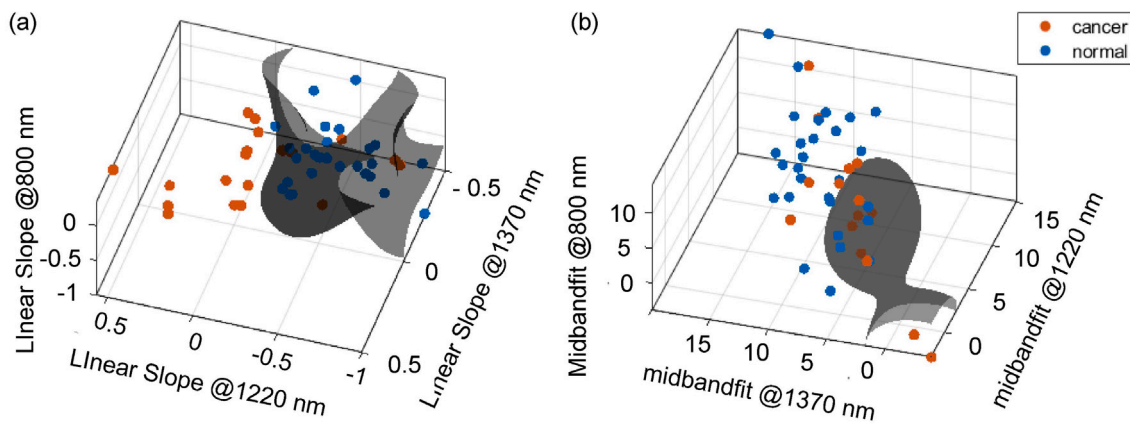 (a)
LInear Slope @800 nm
0
-0.5
-1
0.5
0
-0.5
-1
LInear Slope @1220 nm
0.5
0
- 0.5
LInear Slope @1370 nm
(b)
cancer
normal
Midbandfit @800 nm
10
5
0
15
10
5
0
midbandfit @1370 nm
0
5
10
15
midbandfit @1220 nm